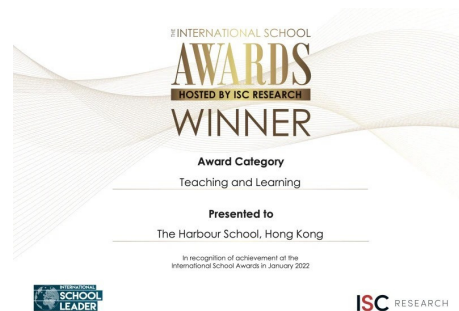 THE INTERNATIONAL SCHOOL
AWARDS
HOSTED BY ISC RESEARCH
WINNER
Award Category
Teaching and Learning
Presented to
The Harbour School, Hong Kong
In recognition of achievement at the
International School Awards in January 2022
INTERNATIONAL
SCHOOL
LEADER
ISC RESEARCH